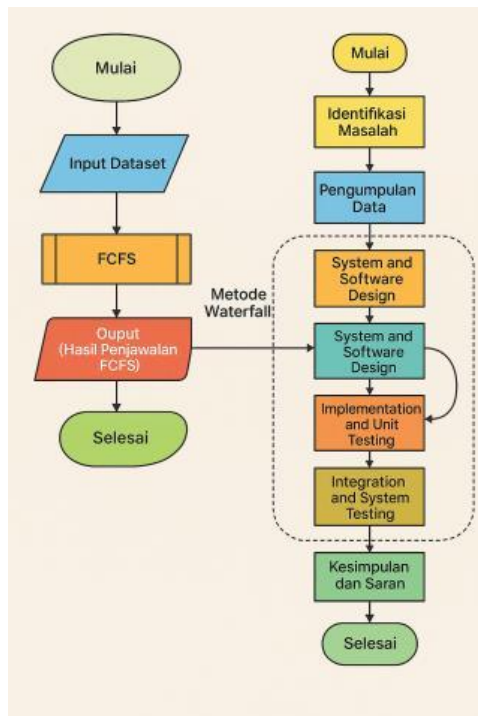 Mulai
Input Dataset
FCFS
Ouput
(Hasil Penjawalan
FCFS)
Selesai
Metode
Waterfall
Mulai
Identifikasi
Masalah
Pengumpulan
Data
System and
Software
Design
System and
Software
Design
Implementation
and Unit
Testing
Integration
and System
Testing
Kesimpulan
dan Saran
Selesai